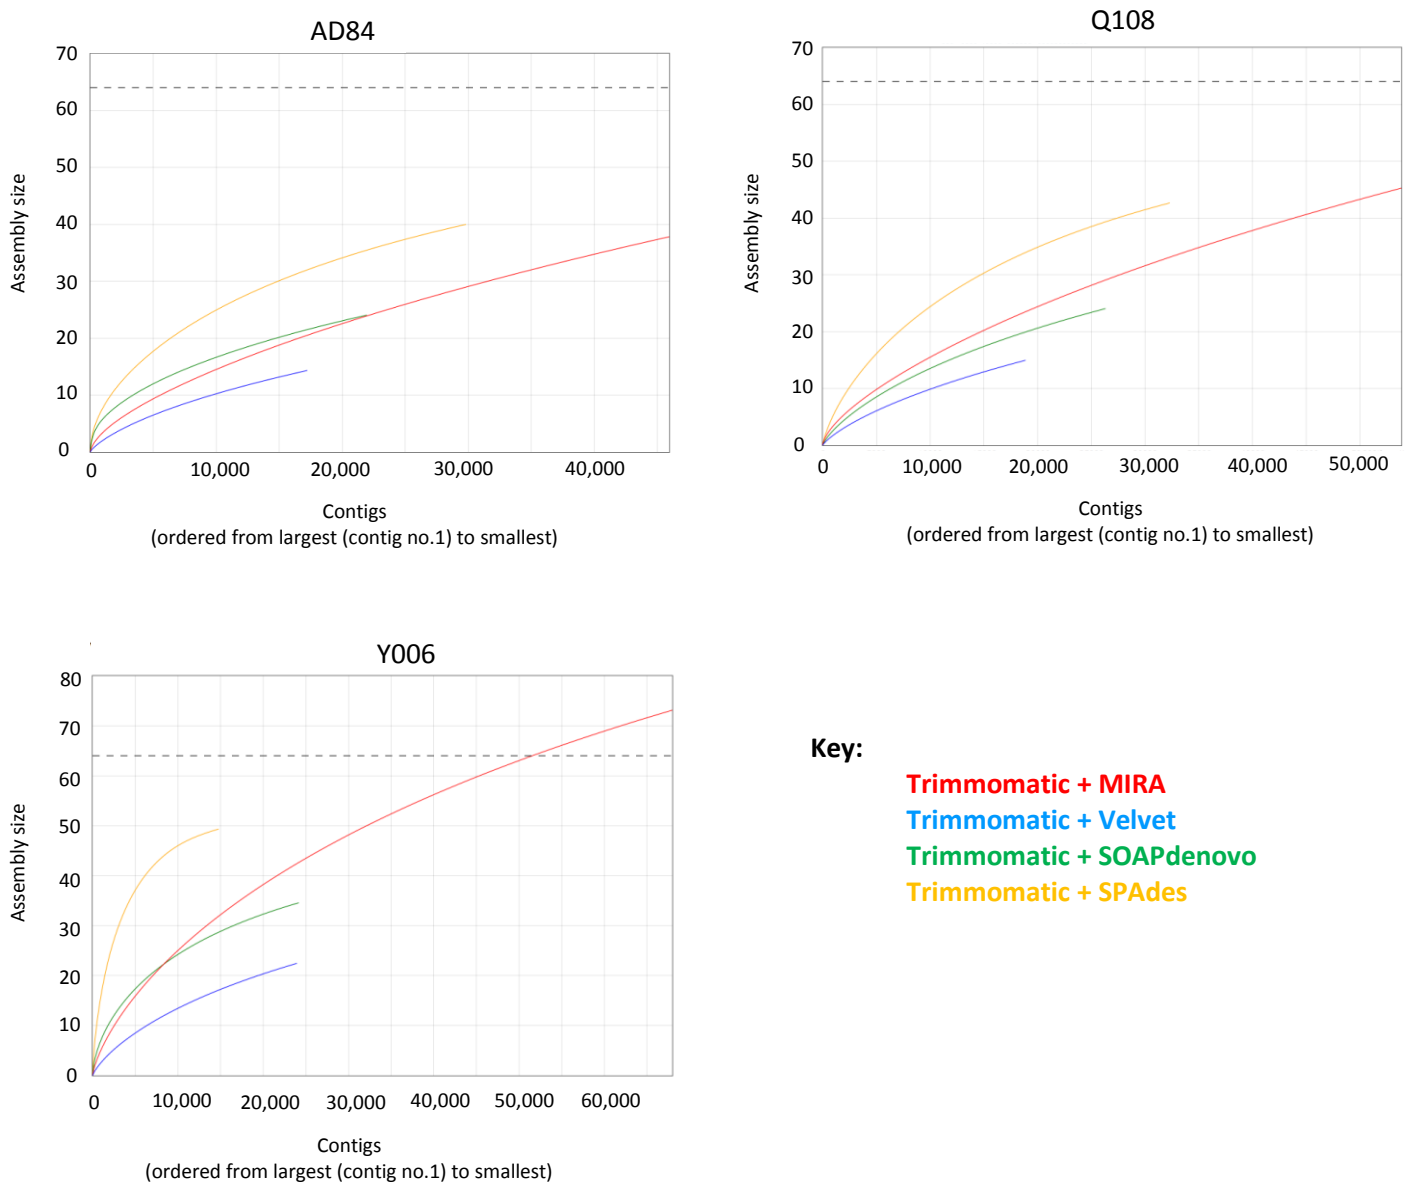 AD84
70
60
50
40
30
20
10
0
Assembly size
0 10,000 20,000 30,000 40,000
Contigs
(ordered from largest (contig no.1) to smallest)
Q108
70
60
50
40
30
20
10
0
Assembly size
0 10,000 20,000 30,000 40,000 50,000
Contigs
(ordered from largest (contig no.1) to smallest)
Y006
80
70
60
50
40
30
20
10
0
Assembly size
0 10,000 20,000 30,000 40,000 50,000 60,000
Contigs
(ordered from largest (contig no.1) to smallest)
Key:
Trimmomatic + MIRA
Trimmomatic + Velvet
Trimmomatic + SOAPdenovo
Trimmomatic + SPAdes